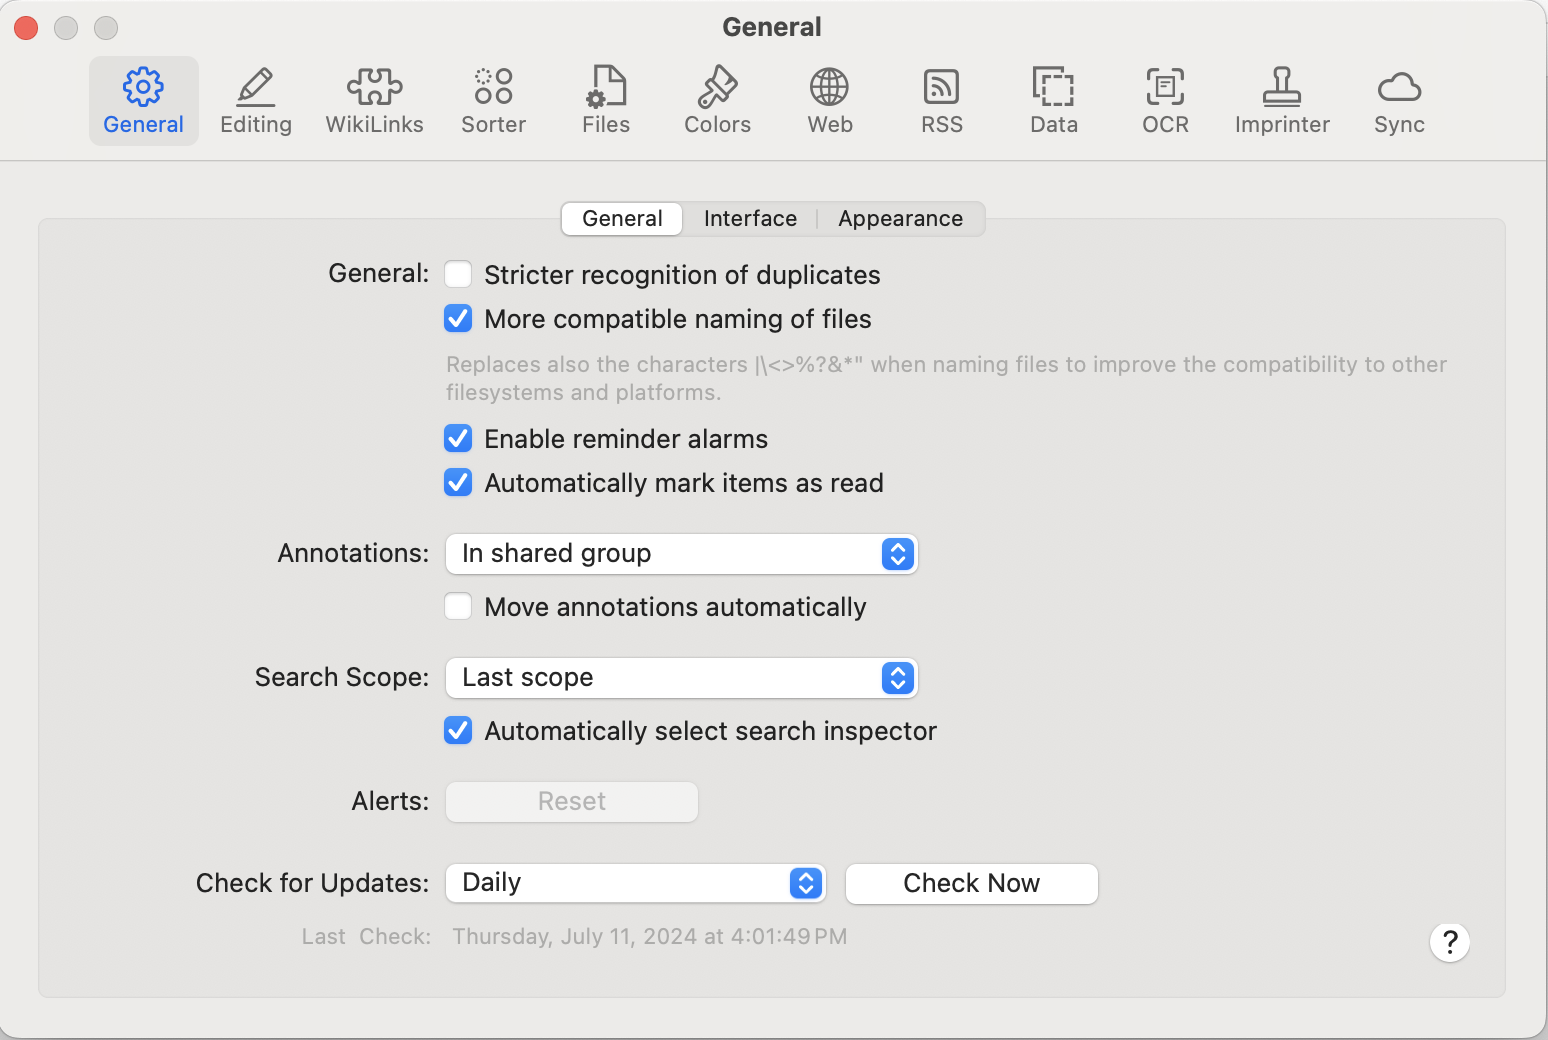 General
General Editing WikiLinks Sorter Files Colors Web RSS Data OCR Imprinter Sync
General Interface Appearance
General: Stricter recognition of duplicates
More compatible naming of files
Replaces also the characters |\<>%?&*" when naming files to improve the compatibility to other
filesystems and platforms.
Enable reminder alarms
Automatically mark items as read
Annotations: In shared group
Move annotations automatically
Search Scope: Last scope
Automatically select search inspector
Alerts: Reset
Check for Updates: Daily Check Now
Last Check: Thursday, July 11, 2024 at 4:01:49 PM
?